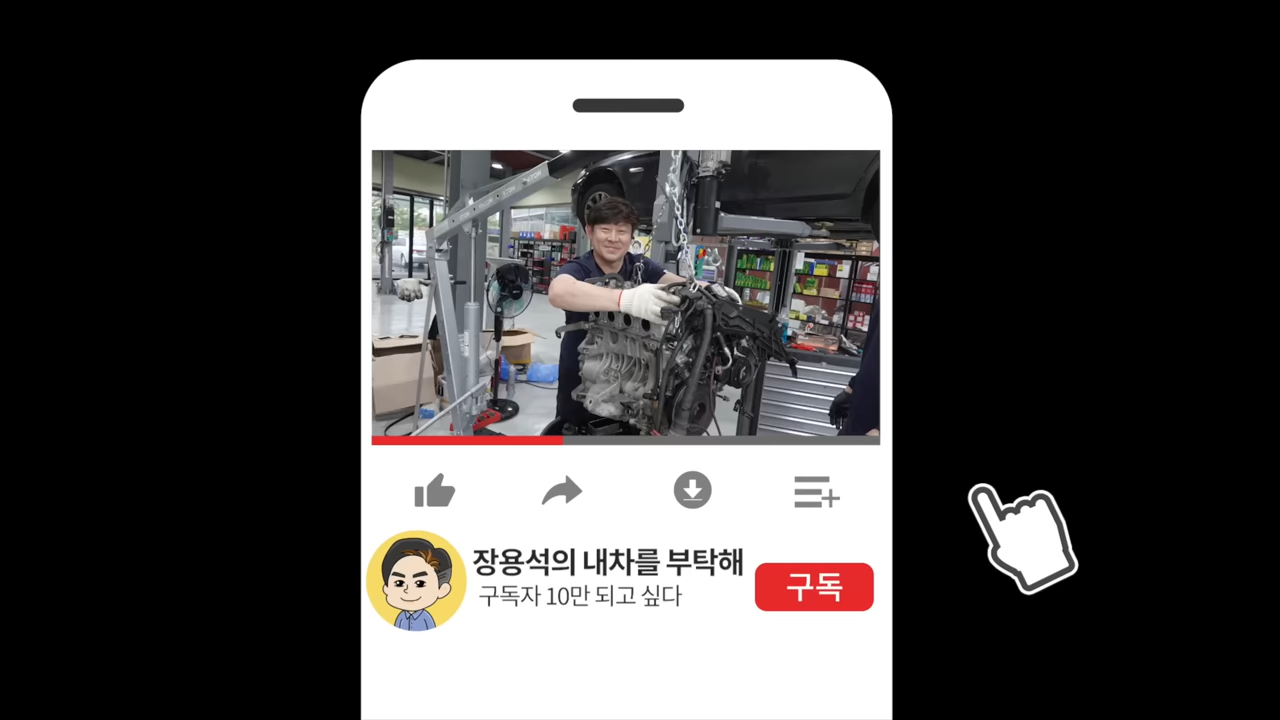 장용석의 내차를 부탁해
구독자 10만 되고 싶다
구독